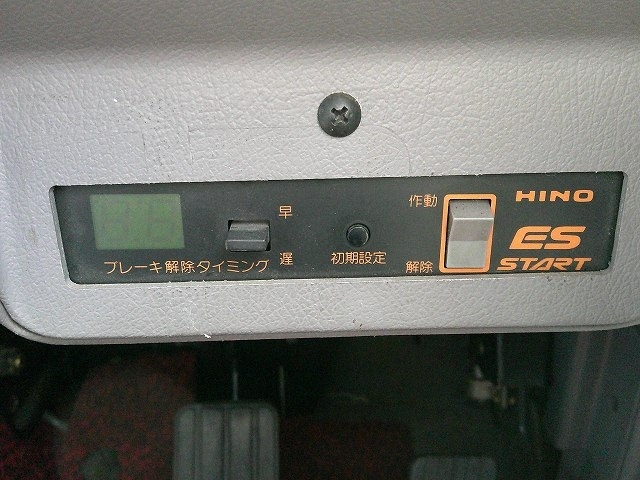 ブレーキ解除タイミング
早
遅
初期設定
作動
解除
HINO
ES
START